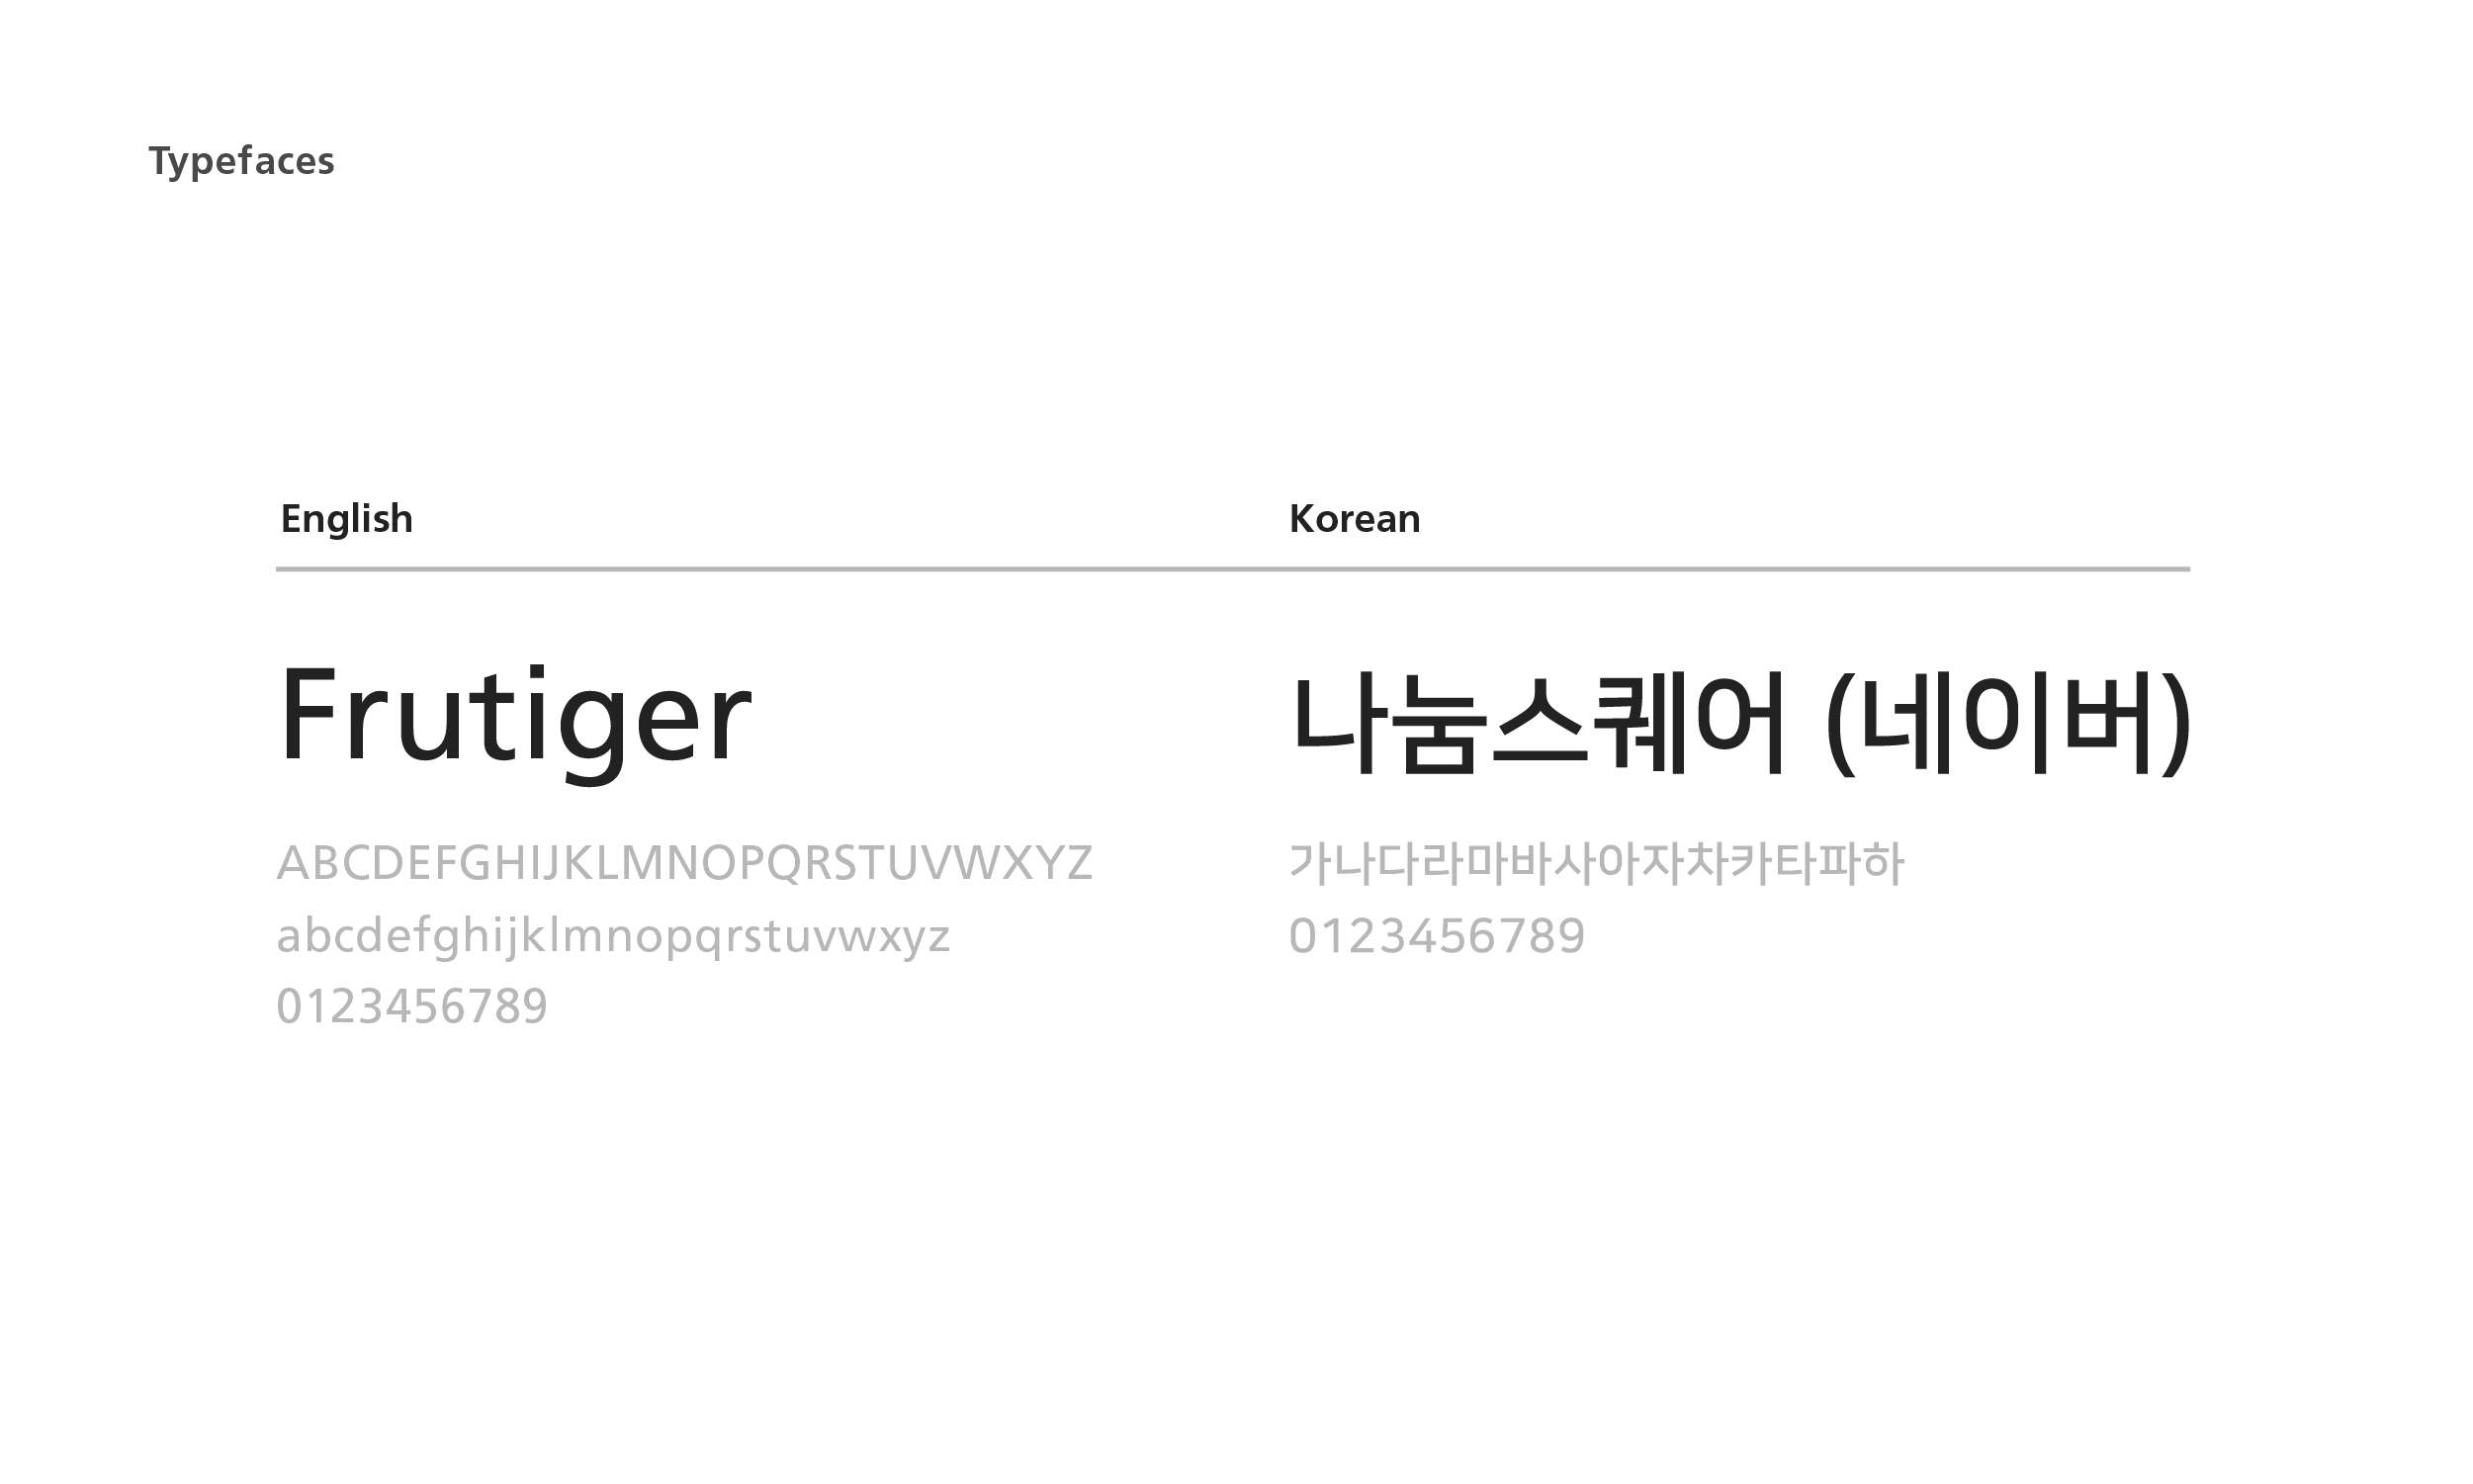 Typefaces
English
Frutiger
ABCDEFGHIJKLMNOPQRSTUVWXYZ
abcdefghijklmnopqrstuvwxyz
0123456789
Korean
나눔스퀘어 (네이버)
가나다라마바사아자차카타파하
0123456789